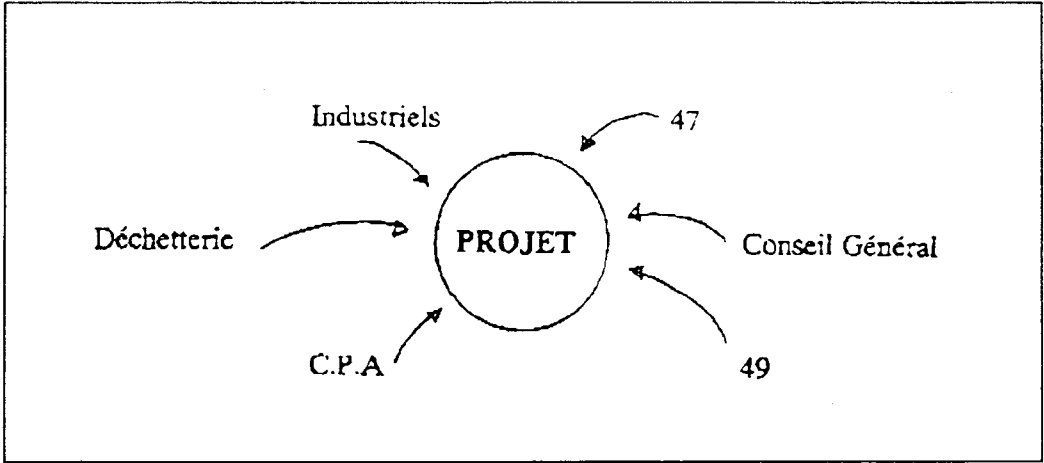 Industriels
47
Déchetterie
PROJET
Conseil Général
C.P.A
49